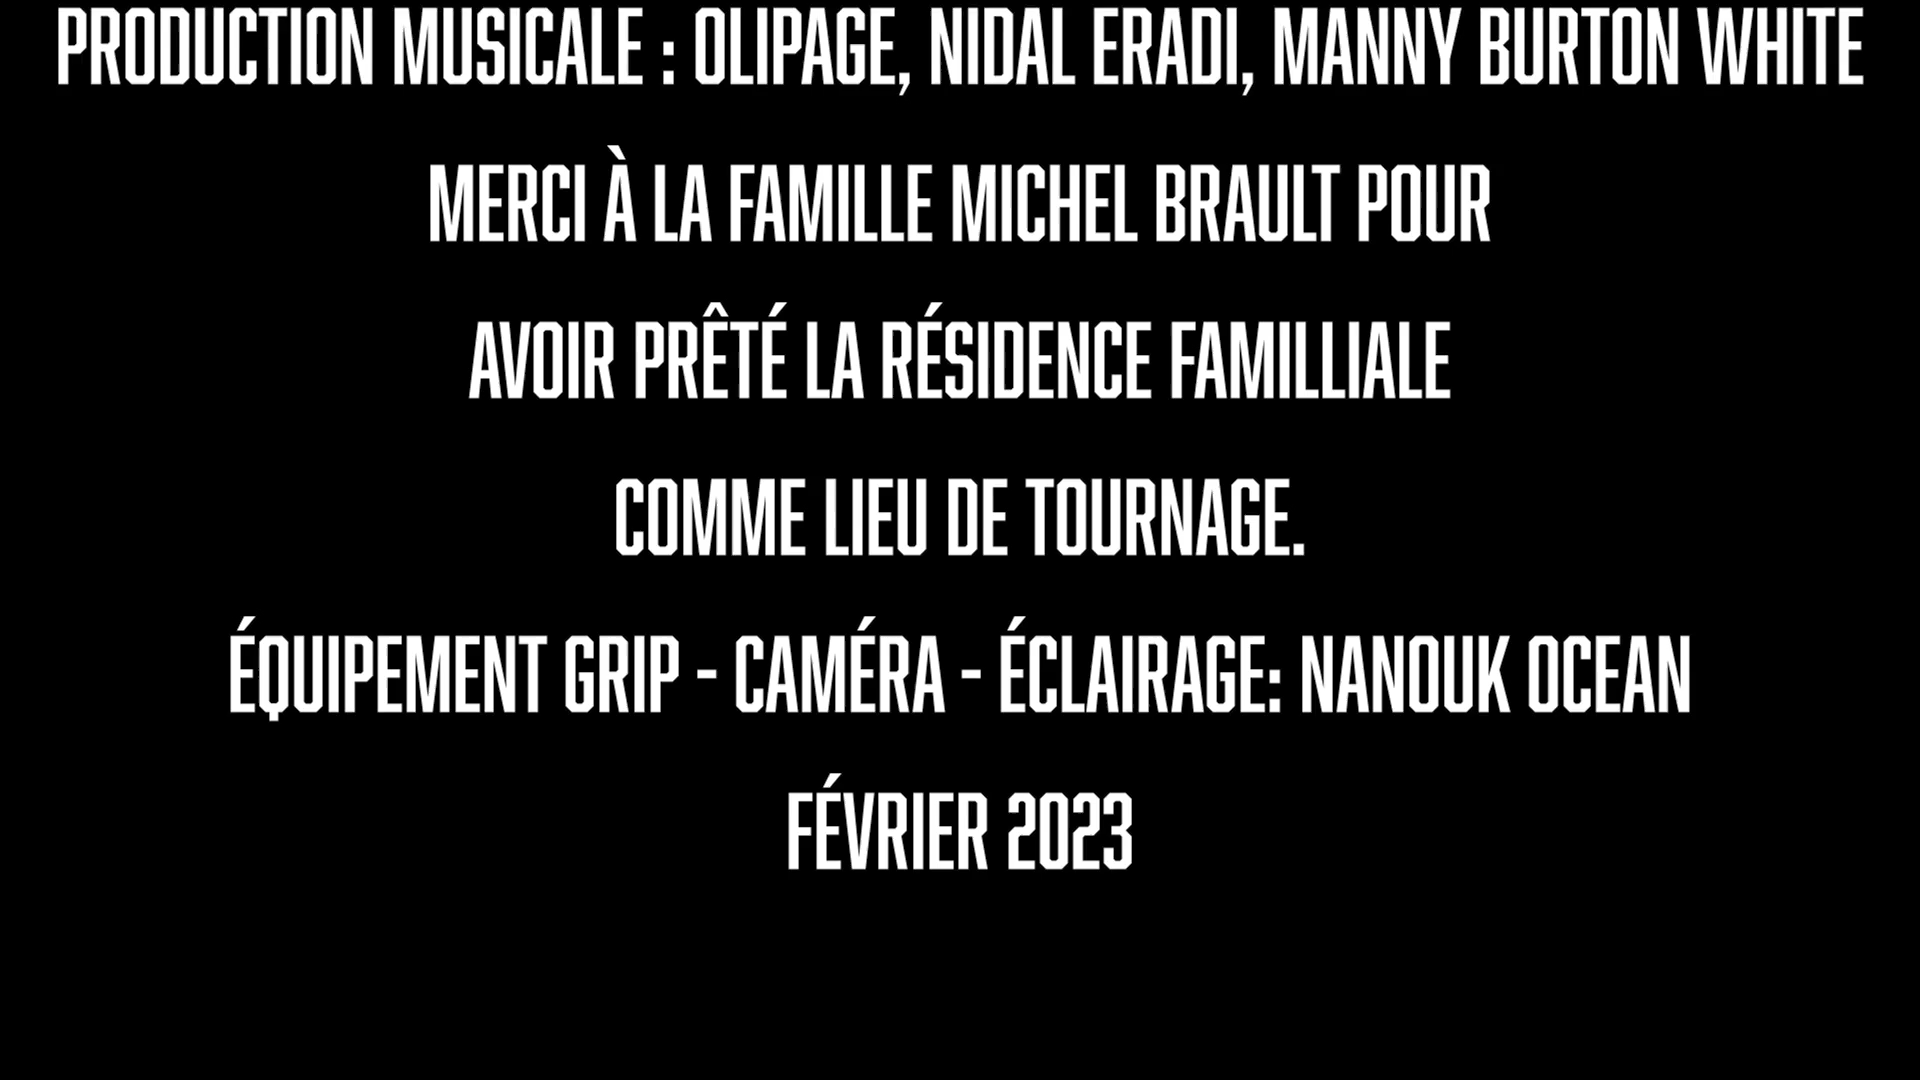 PRODUCTION MUSICALE : OLIPAGE, NIDAL ERADI, MANNY BURTON WHITE
MERCI À LA FAMILLE MICHEL BRAULT POUR
AVOIR PRÊTÉ LA RÉSIDENCE FAMILLIALE
COMME LIEU DE TOURNAGE.
ÉQUIPEMENT GRIP - CAMÉRA - ÉCLAIRAGE: NANOUK OCEAN
FÉVRIER 2023